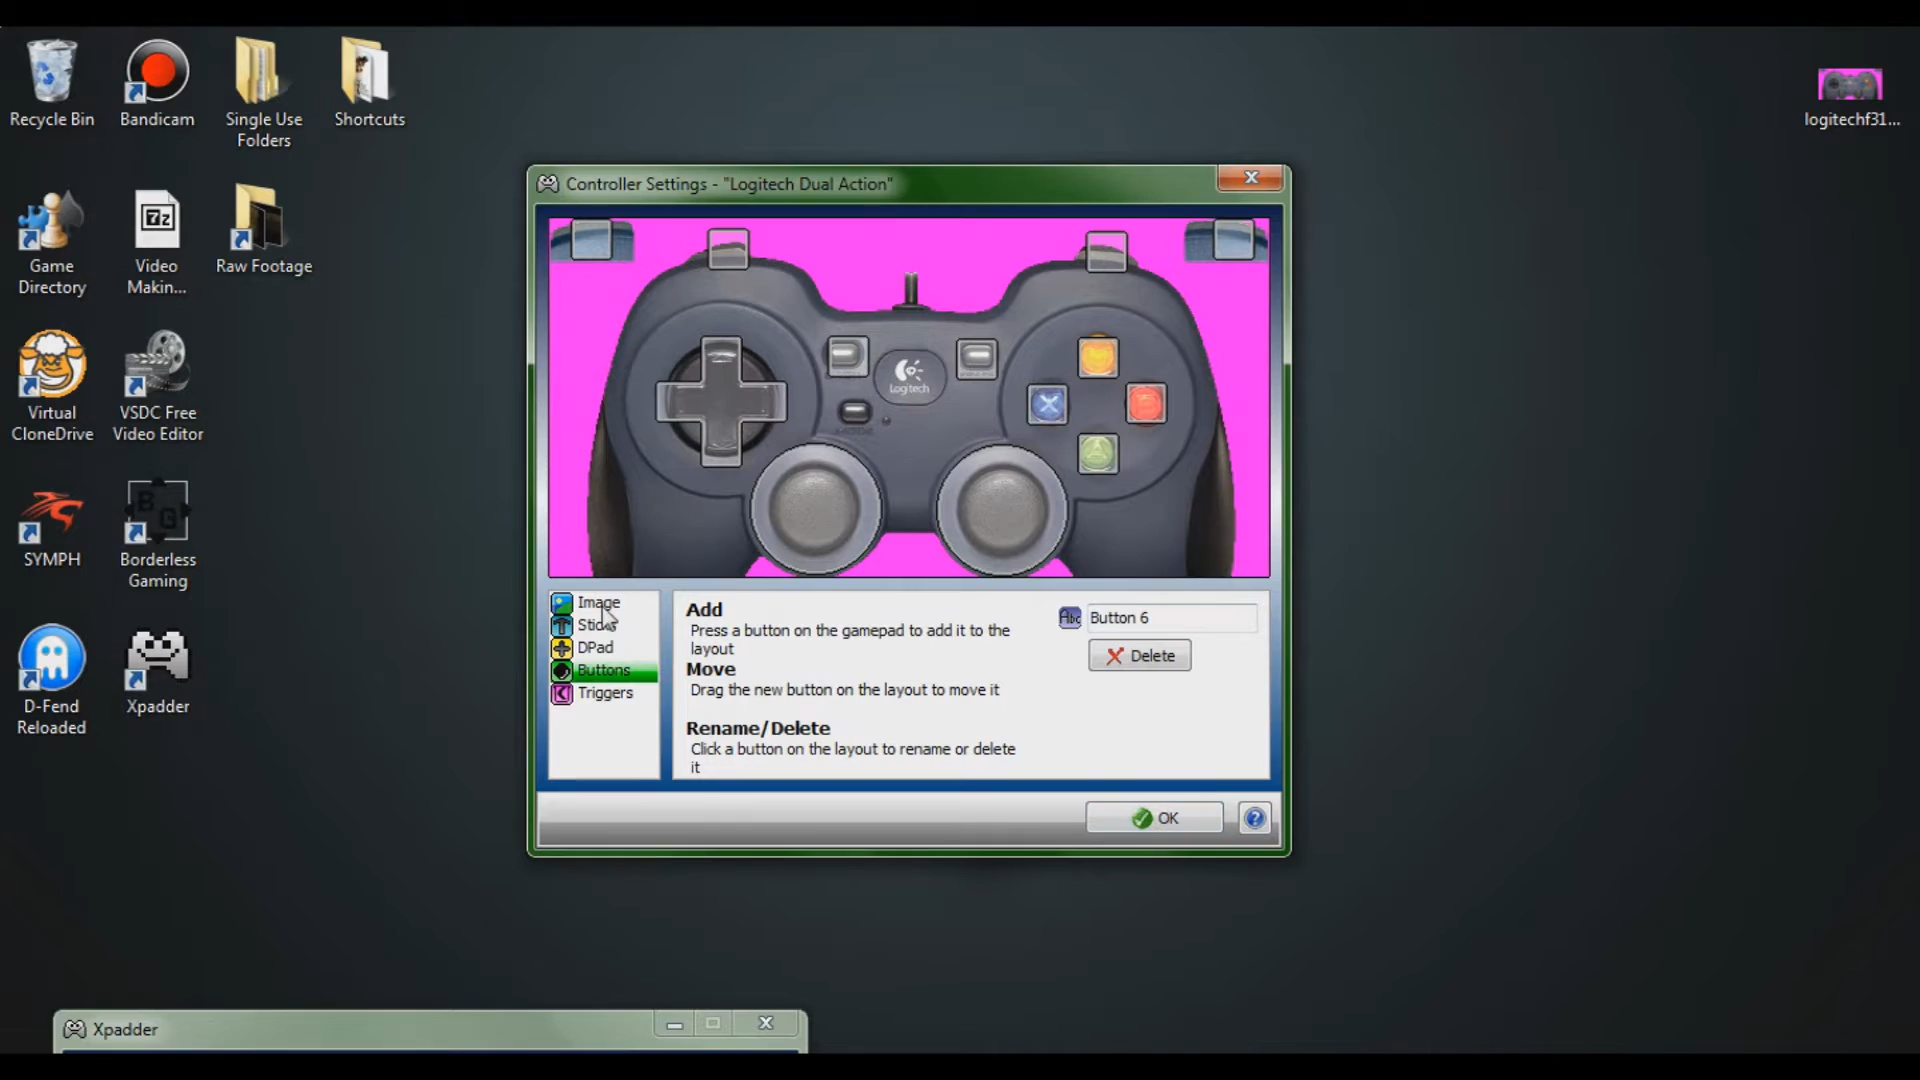 Recycle Bin
Bandicam
Single Use
Folders
Shortcuts
logitechf31...
Game
Directory
7z
Video
Makin...
Raw Footage
Virtual
CloneDrive
VSDC Free
Video Editor
SYMPH
B
G
Borderless
Gaming
D-Fend
Reloaded
Xpadder
Controller Settings - "Logitech Dual Action"
Logitech
X
B
A
Image
Sticks
DPad
Buttons
Triggers
Add
Press a button on the gamepad to add it to the
layout
Move
Drag the new button on the layout to move it
Rename/Delete
Click a button on the layout to rename or delete
it
Abc
Button 6
Delete
OK
Xpadder